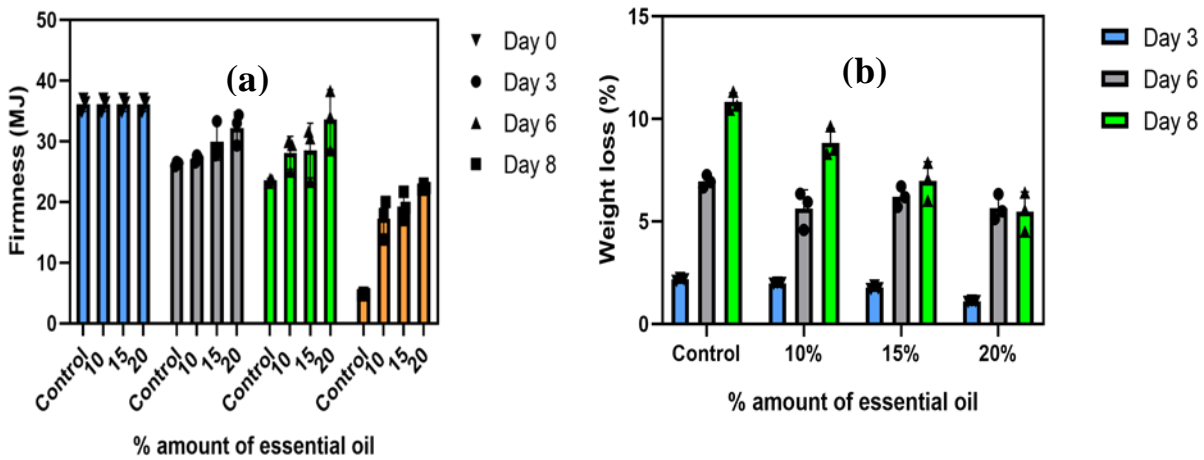 (a)
Firmness (MJ)
50
40
30
20
10
0
Control
10
15
20
Control
10
15
20
Control
10
15
20
Control
10
15
20
% amount of essential oil
Day 0
Day 3
Day 6
Day 8
(b)
Weight loss (%)
15
10
5
0
Control
10%
15%
20%
% amount of essential oil
Day 3
Day 6
Day 8